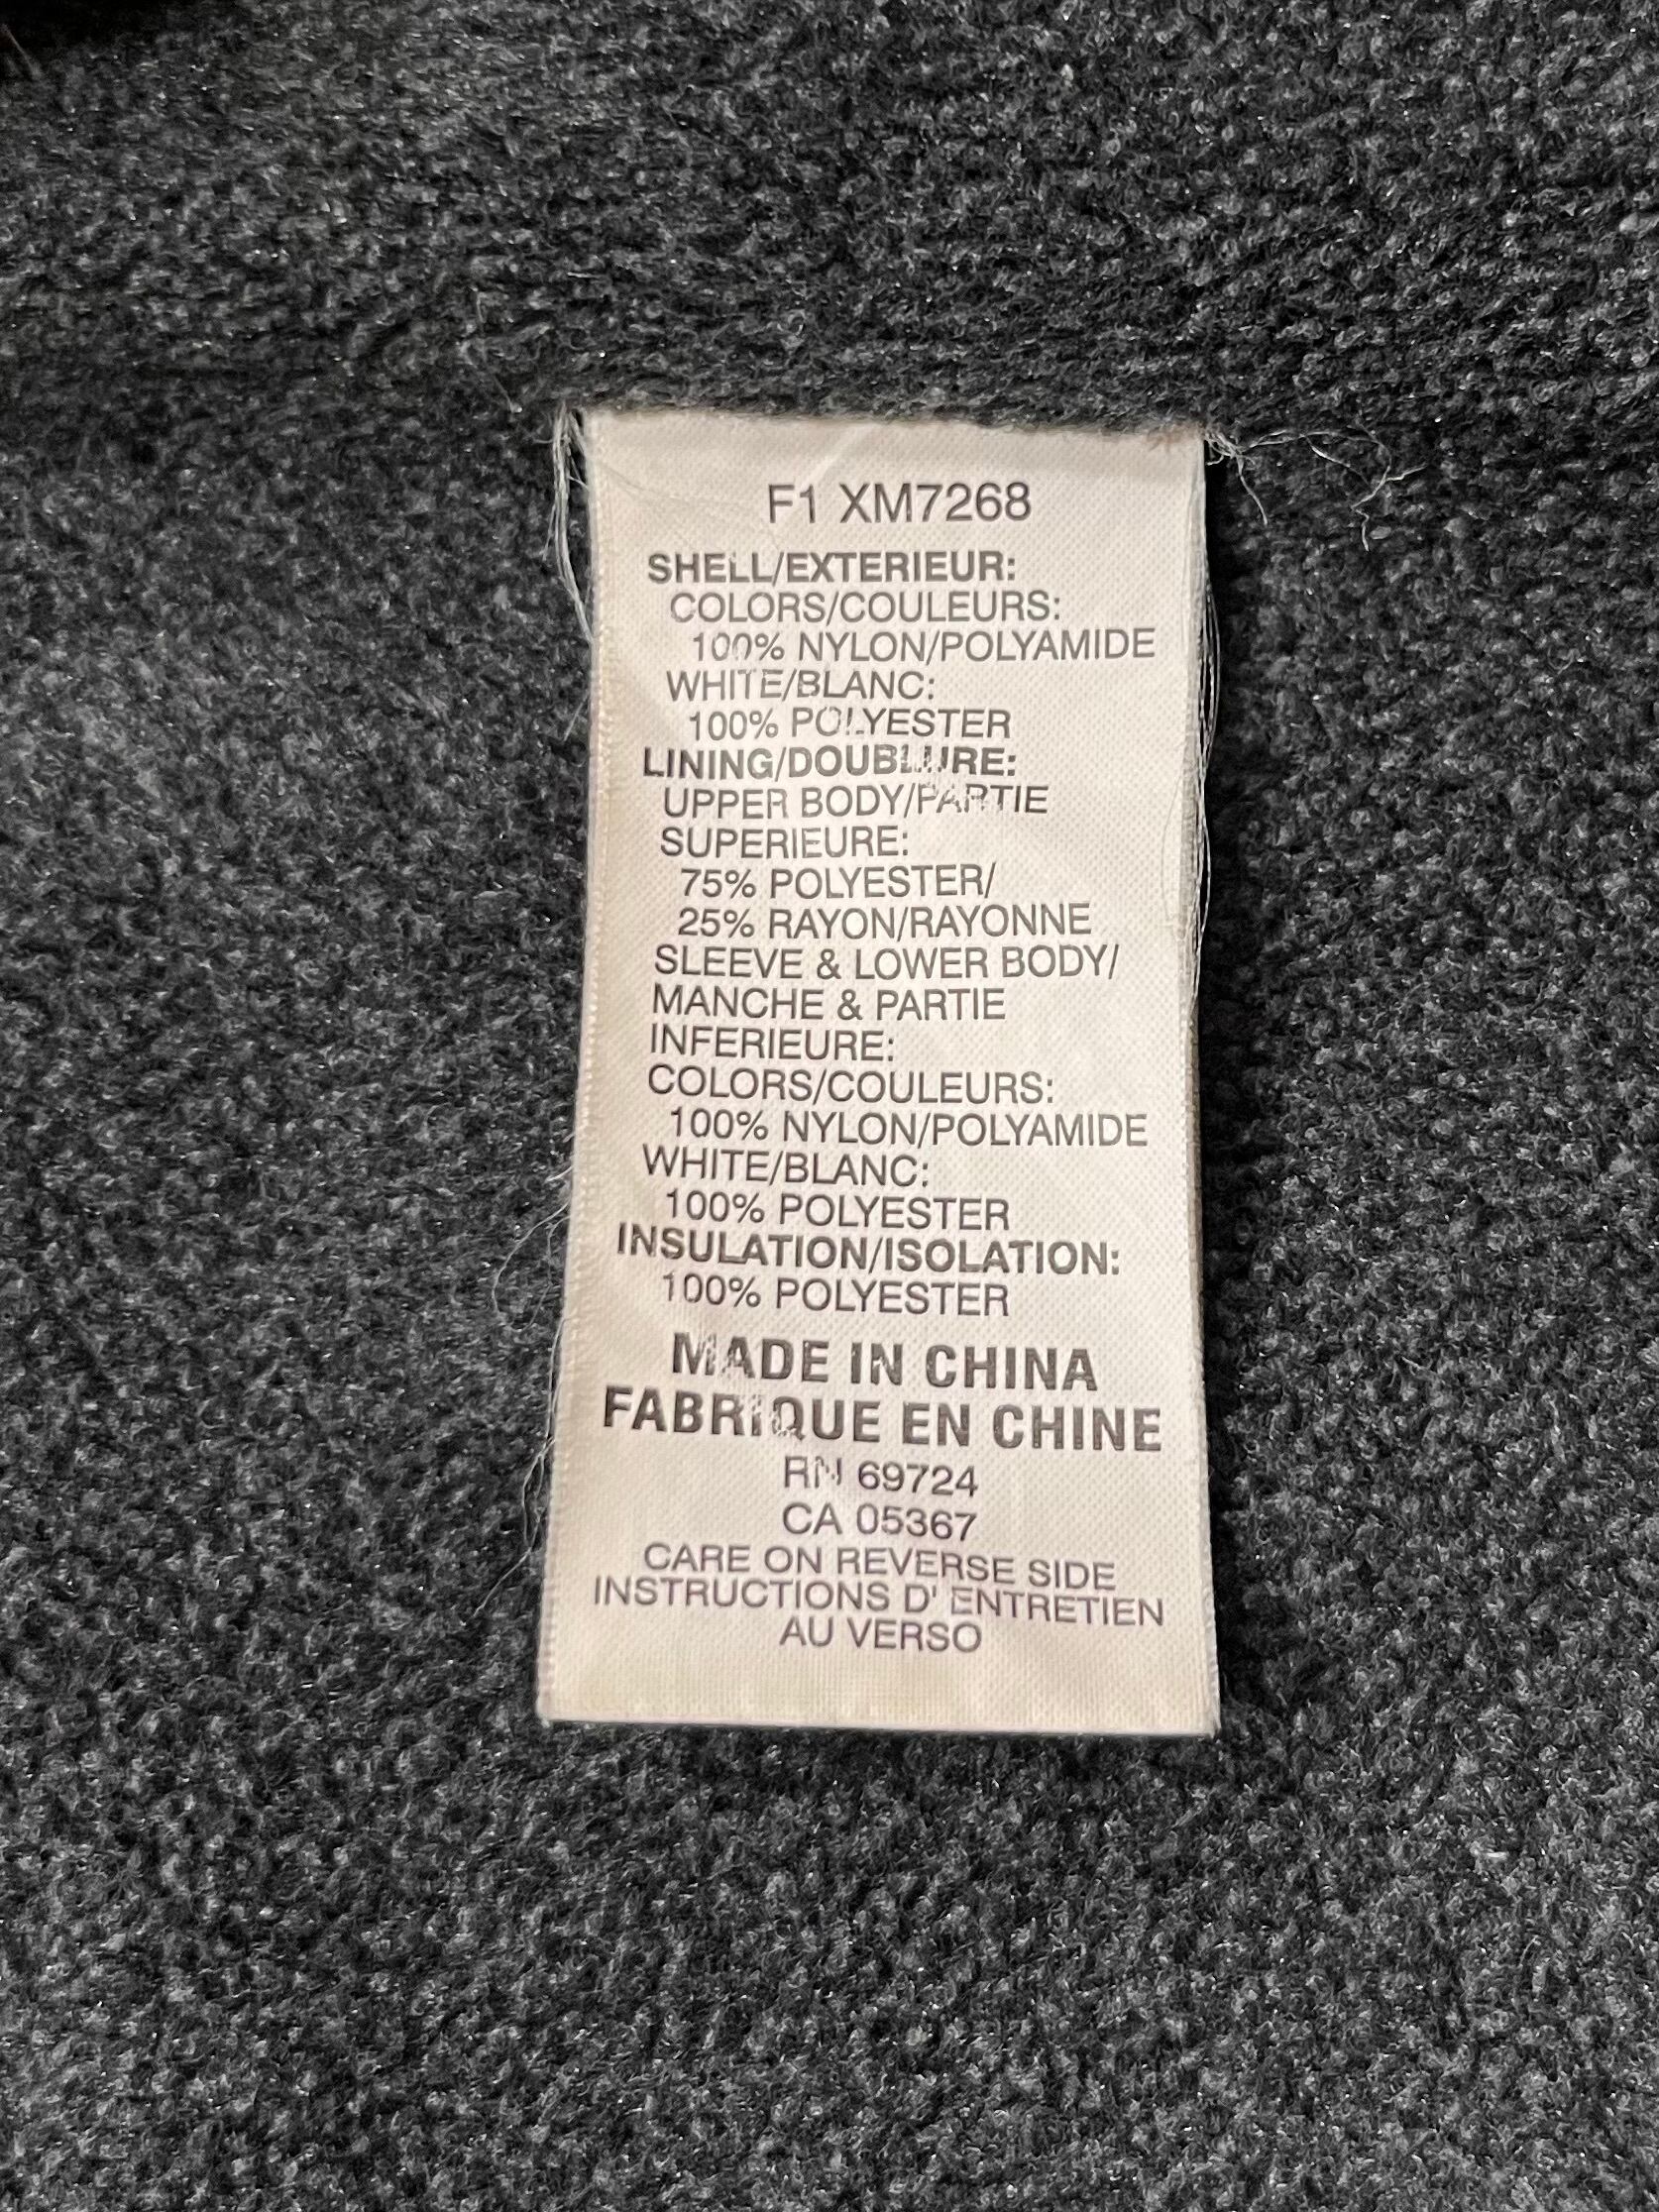 F1 XM7268
SHELL/EXTERIEUR:
COLORS/COULEURS:
100% NYLON/POLYAMIDE
WHITE/BLANC:
100% POLYESTER
LINING/DOUBLURE:
UPPER BODY/PARTIE
SUPERIEURE:
75% POLYESTER/
25% RAYON/RAYONNE
SLEEVE & LOWER BODY/
MANCHE & PARTIE
INFERIEURE:
COLORS/COULEURS:
100% NYLON/POLYAMIDE
WHITE/BLANC:
100% POLYESTER
INSULATION/ISOLATION:
100% POLYESTER
MADE IN CHINA
FABRIQUE EN CHINE
RN 69724
CA 05367
CARE ON REVERSE SIDE
INSTRUCTIONS D' ENTRETIEN
AU VERSO